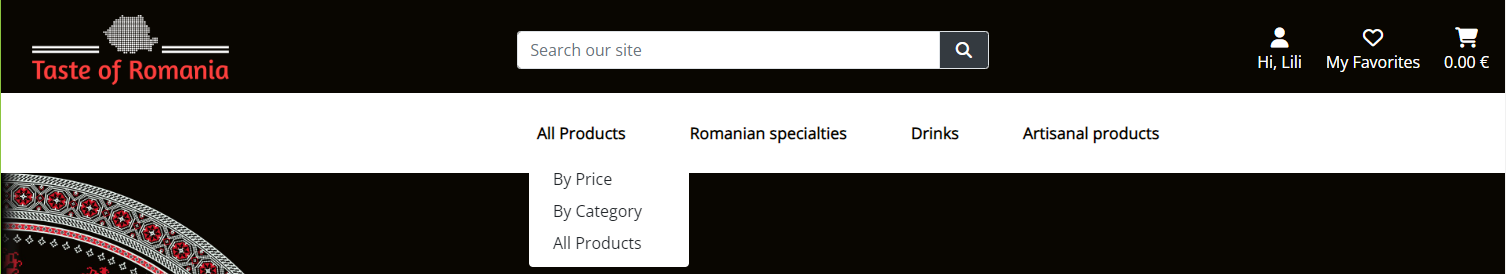 Taste of Romania
Search our site
Hi, Lili
My Favorites
0.00 €
All Products
Romanian specialties
Drinks
Artisanal products
By Price
By Category
All Products